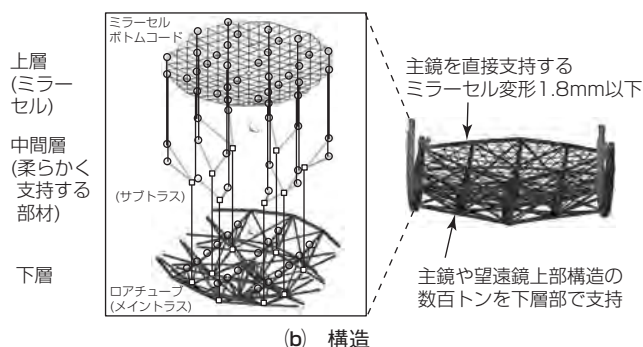 ミラーセル
ボトムコード
上層
(ミラー
セル)
中間層
(柔らかく
支持する
部材)
(サブトラス)
下層
ロアチューブ
(メイントラス)
主鏡を直接支持する
ミラーセル変形1.8mm以下
主鏡や望遠鏡上部構造の
数百トンを下層部で支持
(b) 構造